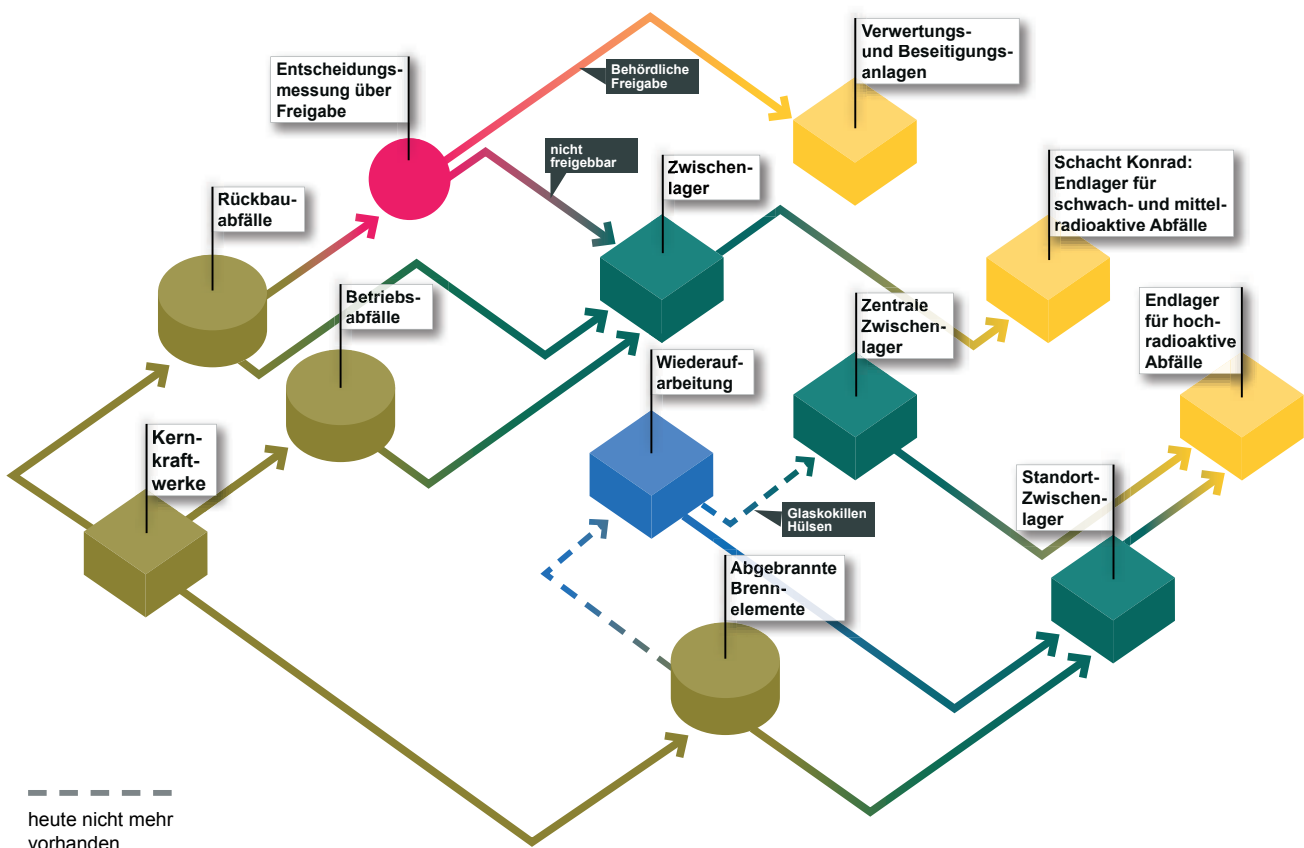 Verwertungs-
und Beseitigungs-
anlagen
Entscheidungs-
messung über
Freigabe
Behördliche
Freigabe
nicht
freigebbar
Zwischen-
lager
Schacht Konrad:
Endlager für
schwach- und mittel-
radioaktive Abfälle
Rückbau-
abfälle
Betriebs-
abfälle
Zentrale
Zwischen-
lager
Endlager
für hoch-
radioaktive
Abfälle
Wiederauf-
arbeitung
Kern-
kraft-
werke
Standort-
Zwischen-
lager
Glaskokillen
Hülsen
Abgebrannte
Brenn-
elemente
heute nicht mehr
vorhanden